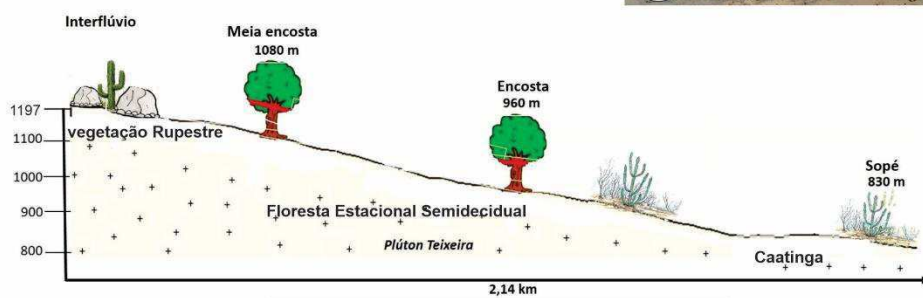 Interflúvio
Meia encosta
1080 m
Encosta
960 m
Sopé
830 m
1197
1100
1000
900
800
vegetação Rupestre
Floresta Estacional Semidecidual
Plúton Teixeira
Caatinga
2,14 km